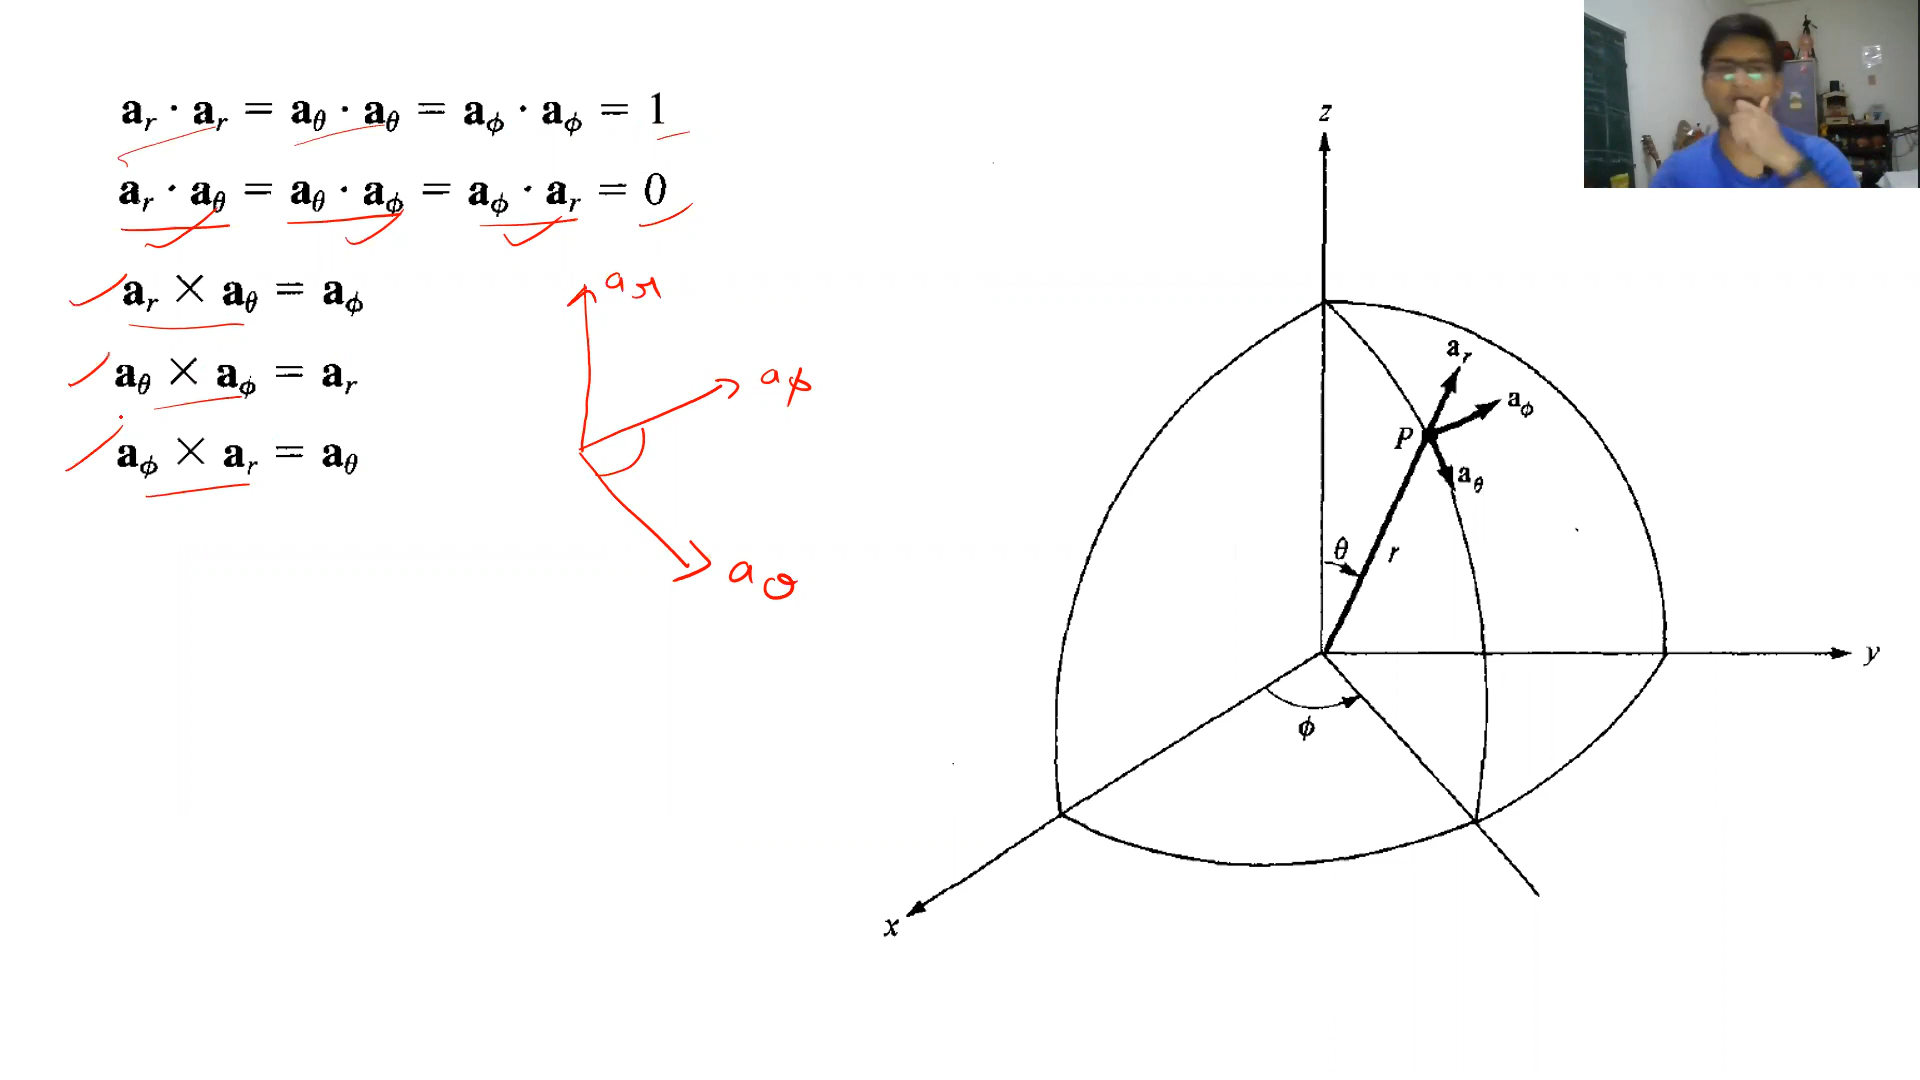 a_r · a_r = a_θ · a_θ = a_ϕ · a_ϕ = 1
a_r · a_θ = a_θ · a_ϕ = a_ϕ · a_r = 0
a_r × a_θ = a_ϕ
a_θ × a_ϕ = a_r
a_ϕ × a_r = a_θ
a_r
a_ϕ
a_θ
z
a_r
a_ϕ
P
a_θ
θ
r
y
ϕ
x